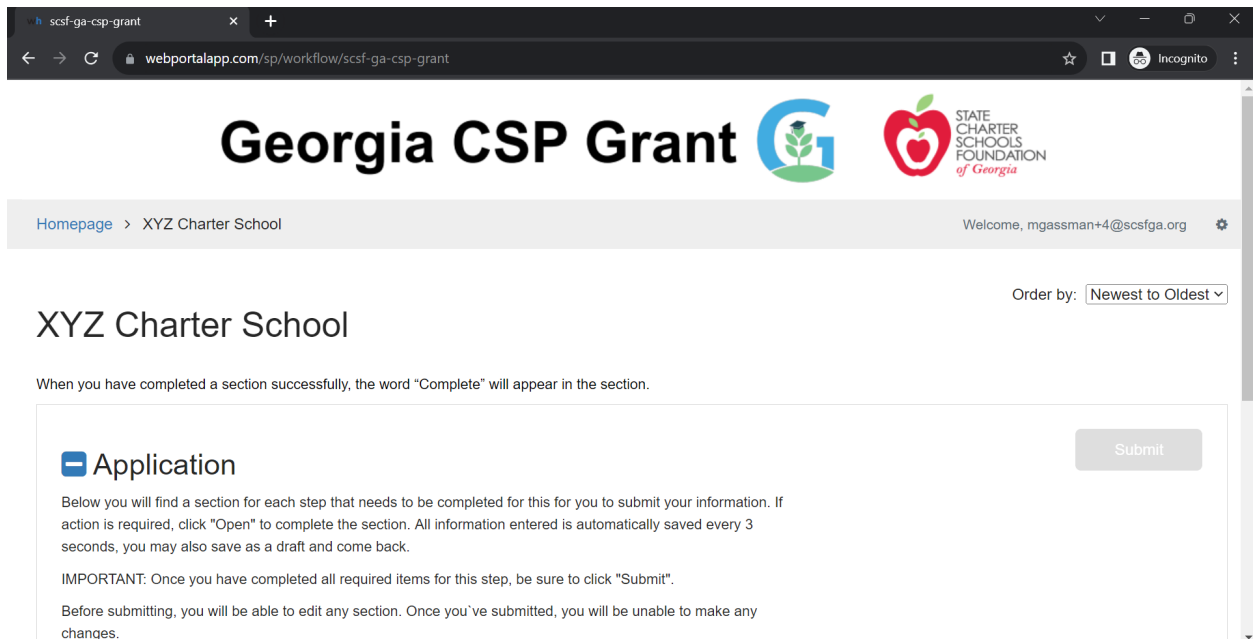 wh scsf-ga-csp-grant
webportalapp.com/sp/workflow/scsf-ga-csp-grant
Incognito
Georgia CSP Grant
G
STATE
CHARTER
SCHOOLS
FOUNDATION
of Georgia
Homepage > XYZ Charter School
Welcome, mgassman+4@scsfga.org
Order by: Newest to Oldest
XYZ Charter School
When you have completed a section successfully, the word “Complete” will appear in the section.
Submit
Application
Below you will find a section for each step that needs to be completed for this for you to submit your information. If
action is required, click "Open" to complete the section. All information entered is automatically saved every 3
seconds, you may also save as a draft and come back.
IMPORTANT: Once you have completed all required items for this step, be sure to click "Submit".
Before submitting, you will be able to edit any section. Once you`ve submitted, you will be unable to make any
changes.